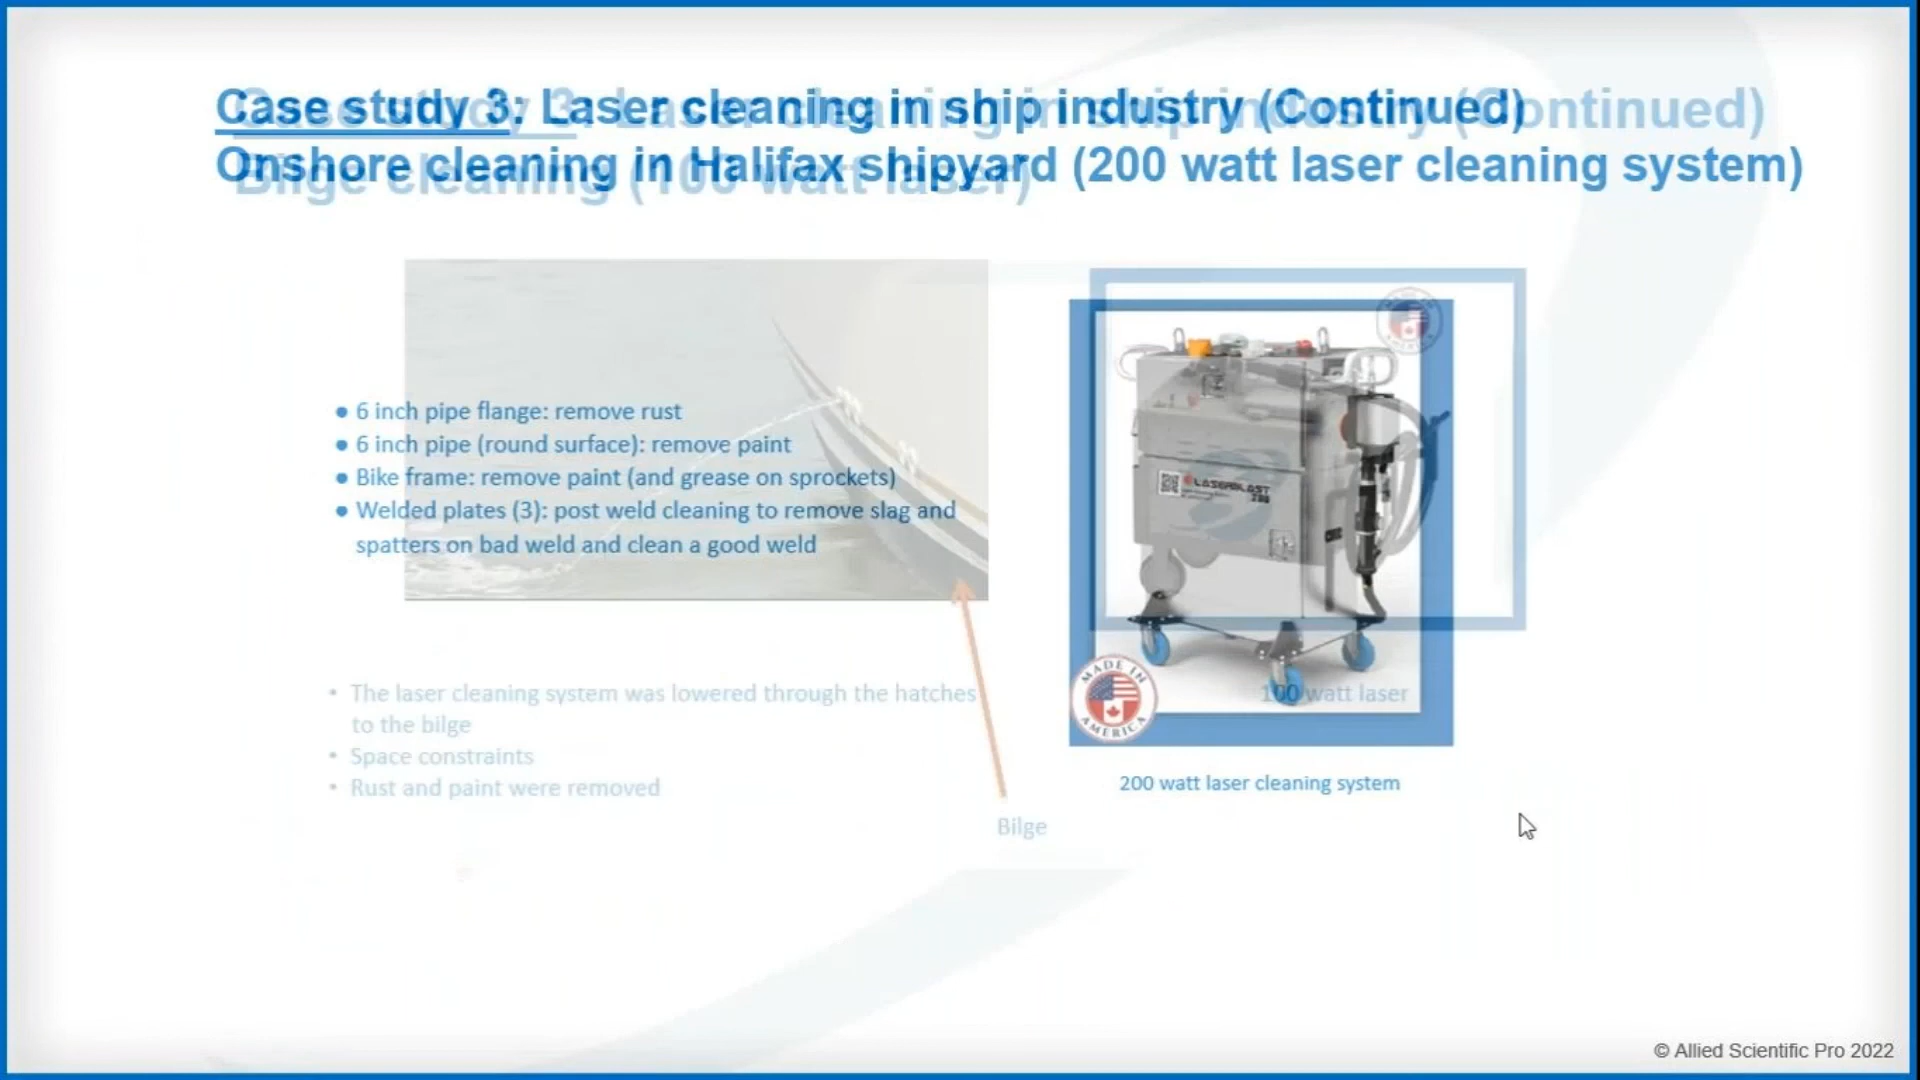 Case study 3: Laser cleaning in ship industry (Continued)
Onshore cleaning in Halifax shipyard (200 watt laser cleaning system)
Case study 3: Laser cleaning in ship industry (Continued)
Bilge cleaning (100 watt laser)
● 6 inch pipe flange: remove rust
● 6 inch pipe (round surface): remove paint
● Bike frame: remove paint (and grease on sprockets)
● Welded plates (3): post weld cleaning to remove slag and
spatters on bad weld and clean a good weld
LASERBLAST
200
MADE IN
AMERICA
MADE IN
AMERICA
100 watt laser
200 watt laser cleaning system
• The laser cleaning system was lowered through the hatches
to the bilge
• Space constraints
• Rust and paint were removed
Bilge
© Allied Scientific Pro 2022